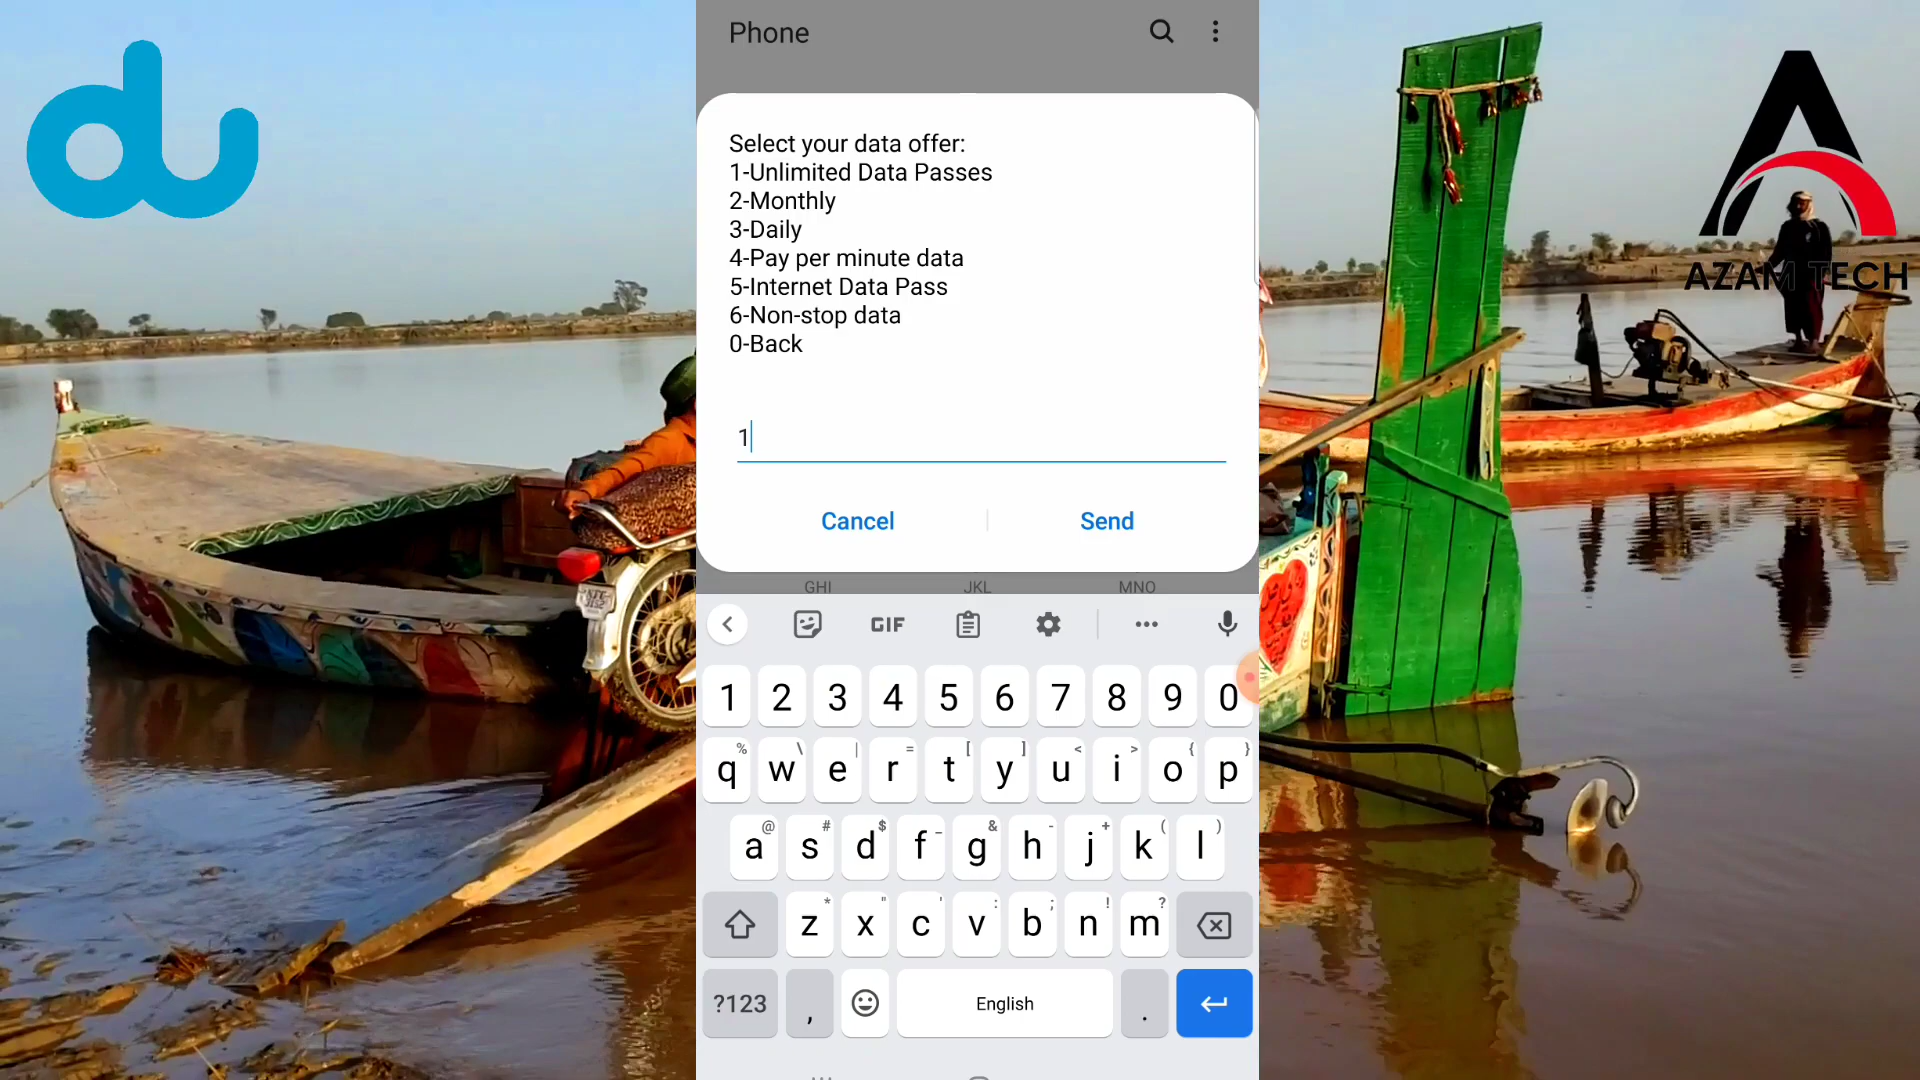 du
Phone
AZAM TECH
Select your data offer:
1-Unlimited Data Passes
2-Monthly
3-Daily
4-Pay per minute data
5-Internet Data Pass
6-Non-stop data
0-Back
1
Cancel
Send
GHI JKL MNO
GIF
1 2 3 4 5 6 7 8 9 0
% \ | = [ ] < > { }
q w e r t y u i o p
@ # $ _ & - + ( )
a s d f g h j k l
* " ' : ; ! ?
z x c v b n m
?123 , English .